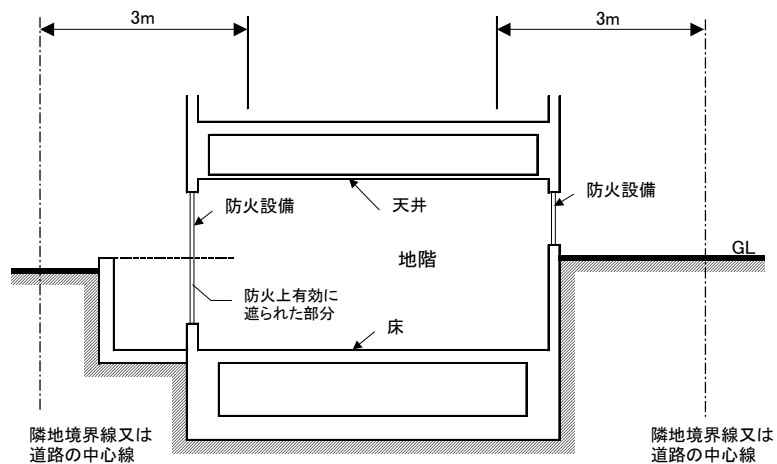 3m
3m
防火設備
天井
防火設備
地階
GL
防火上有効に
遮られた部分
床
隣地境界線又は
道路の中心線
隣地境界線又は
道路の中心線